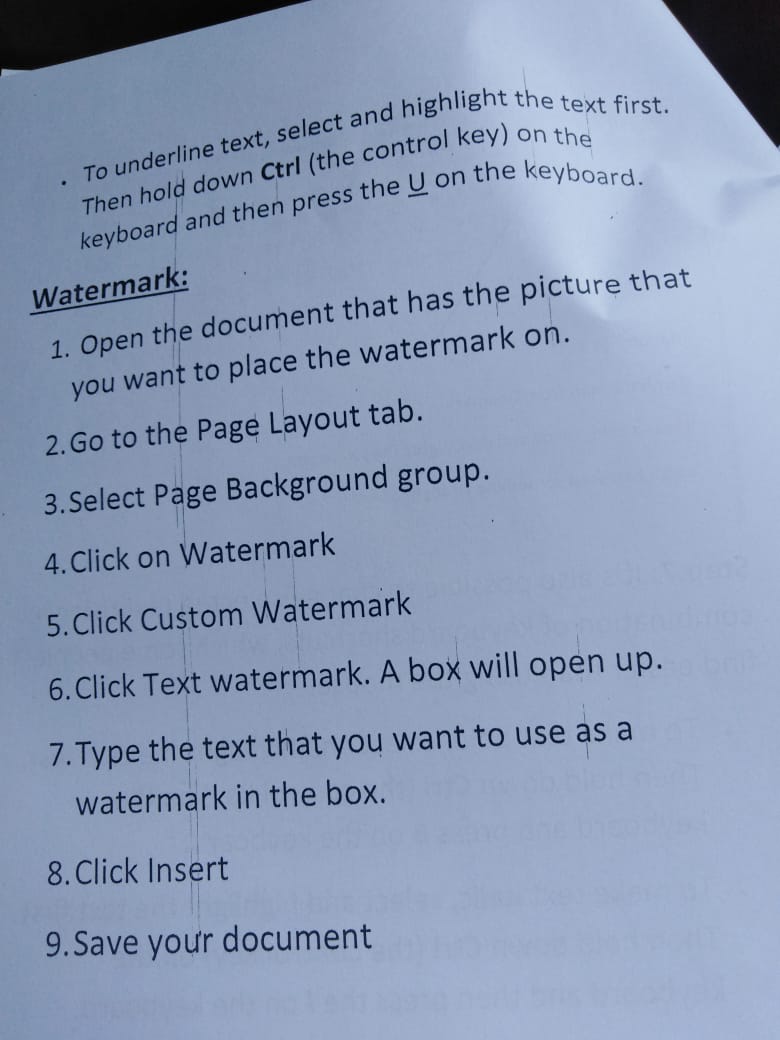 · To underline text, select and highlight the text first.
Then hold down Ctrl (the control key) on the
keyboard and then press the U on the keyboard.
Watermark:
1. Open the document that has the picture that
you want to place the watermark on.
2.Go to the Page Layout tab.
3.Select Page Background group.
4.Click on Watermark
5.Click Custom Watermark
6.Click Text watermark. A box will open up.
7.Type the text that you want to use as a
watermark in the box.
8.Click Insert
9.Save your document